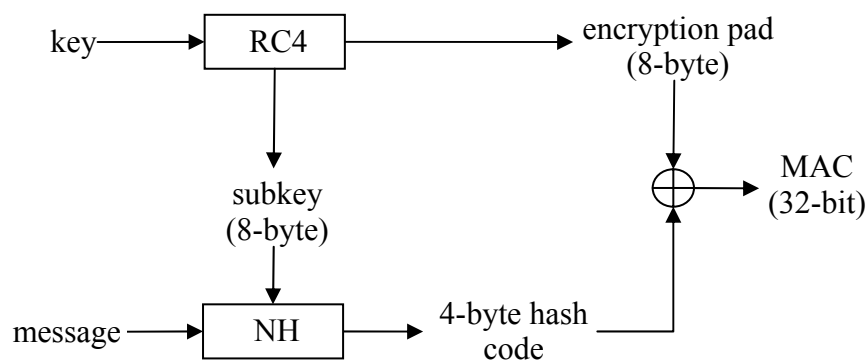 key
RC4
encryption pad
(8-byte)
subkey
(8-byte)
MAC
(32-bit)
message
NH
4-byte hash
code